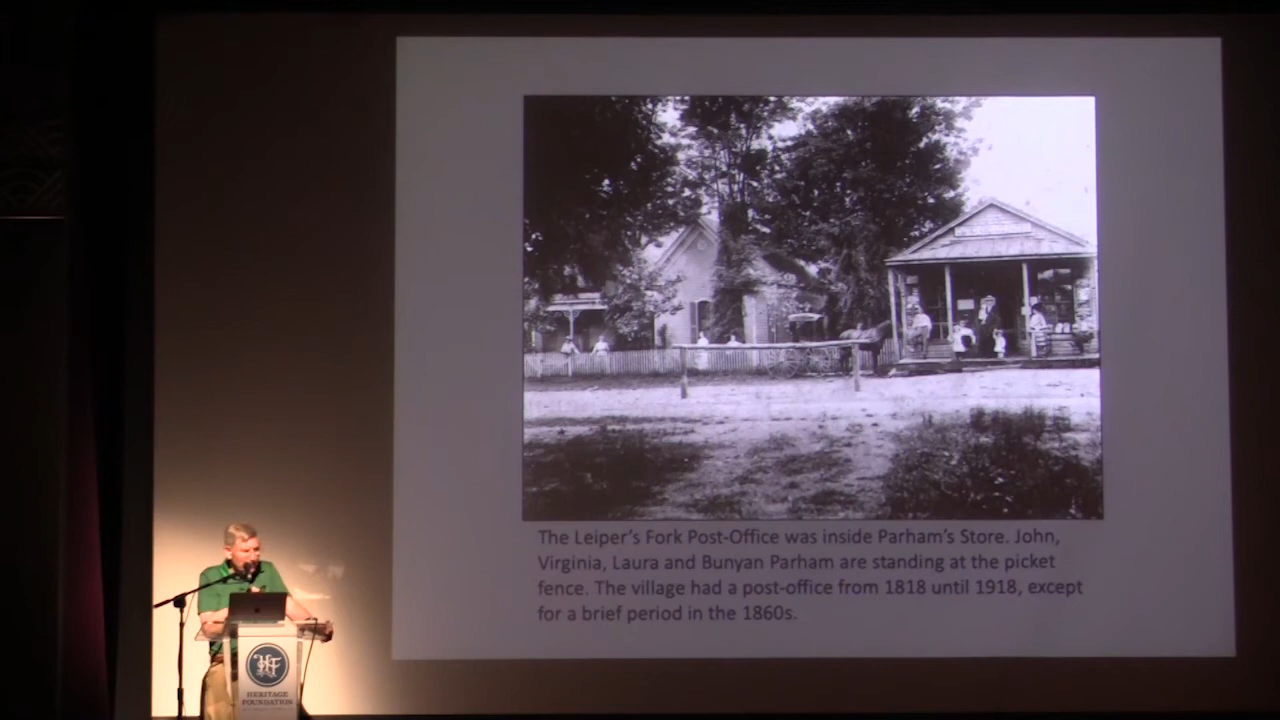 The Leiper's Fork Post-Office was inside Parham's Store. John,
Virginia, Laura and Bunyan Parham are standing at the picket
fence. The village had a post-office from 1818 until 1918, except
for a brief period in the 1860s.
HF
HERITAGE
FOUNDATION